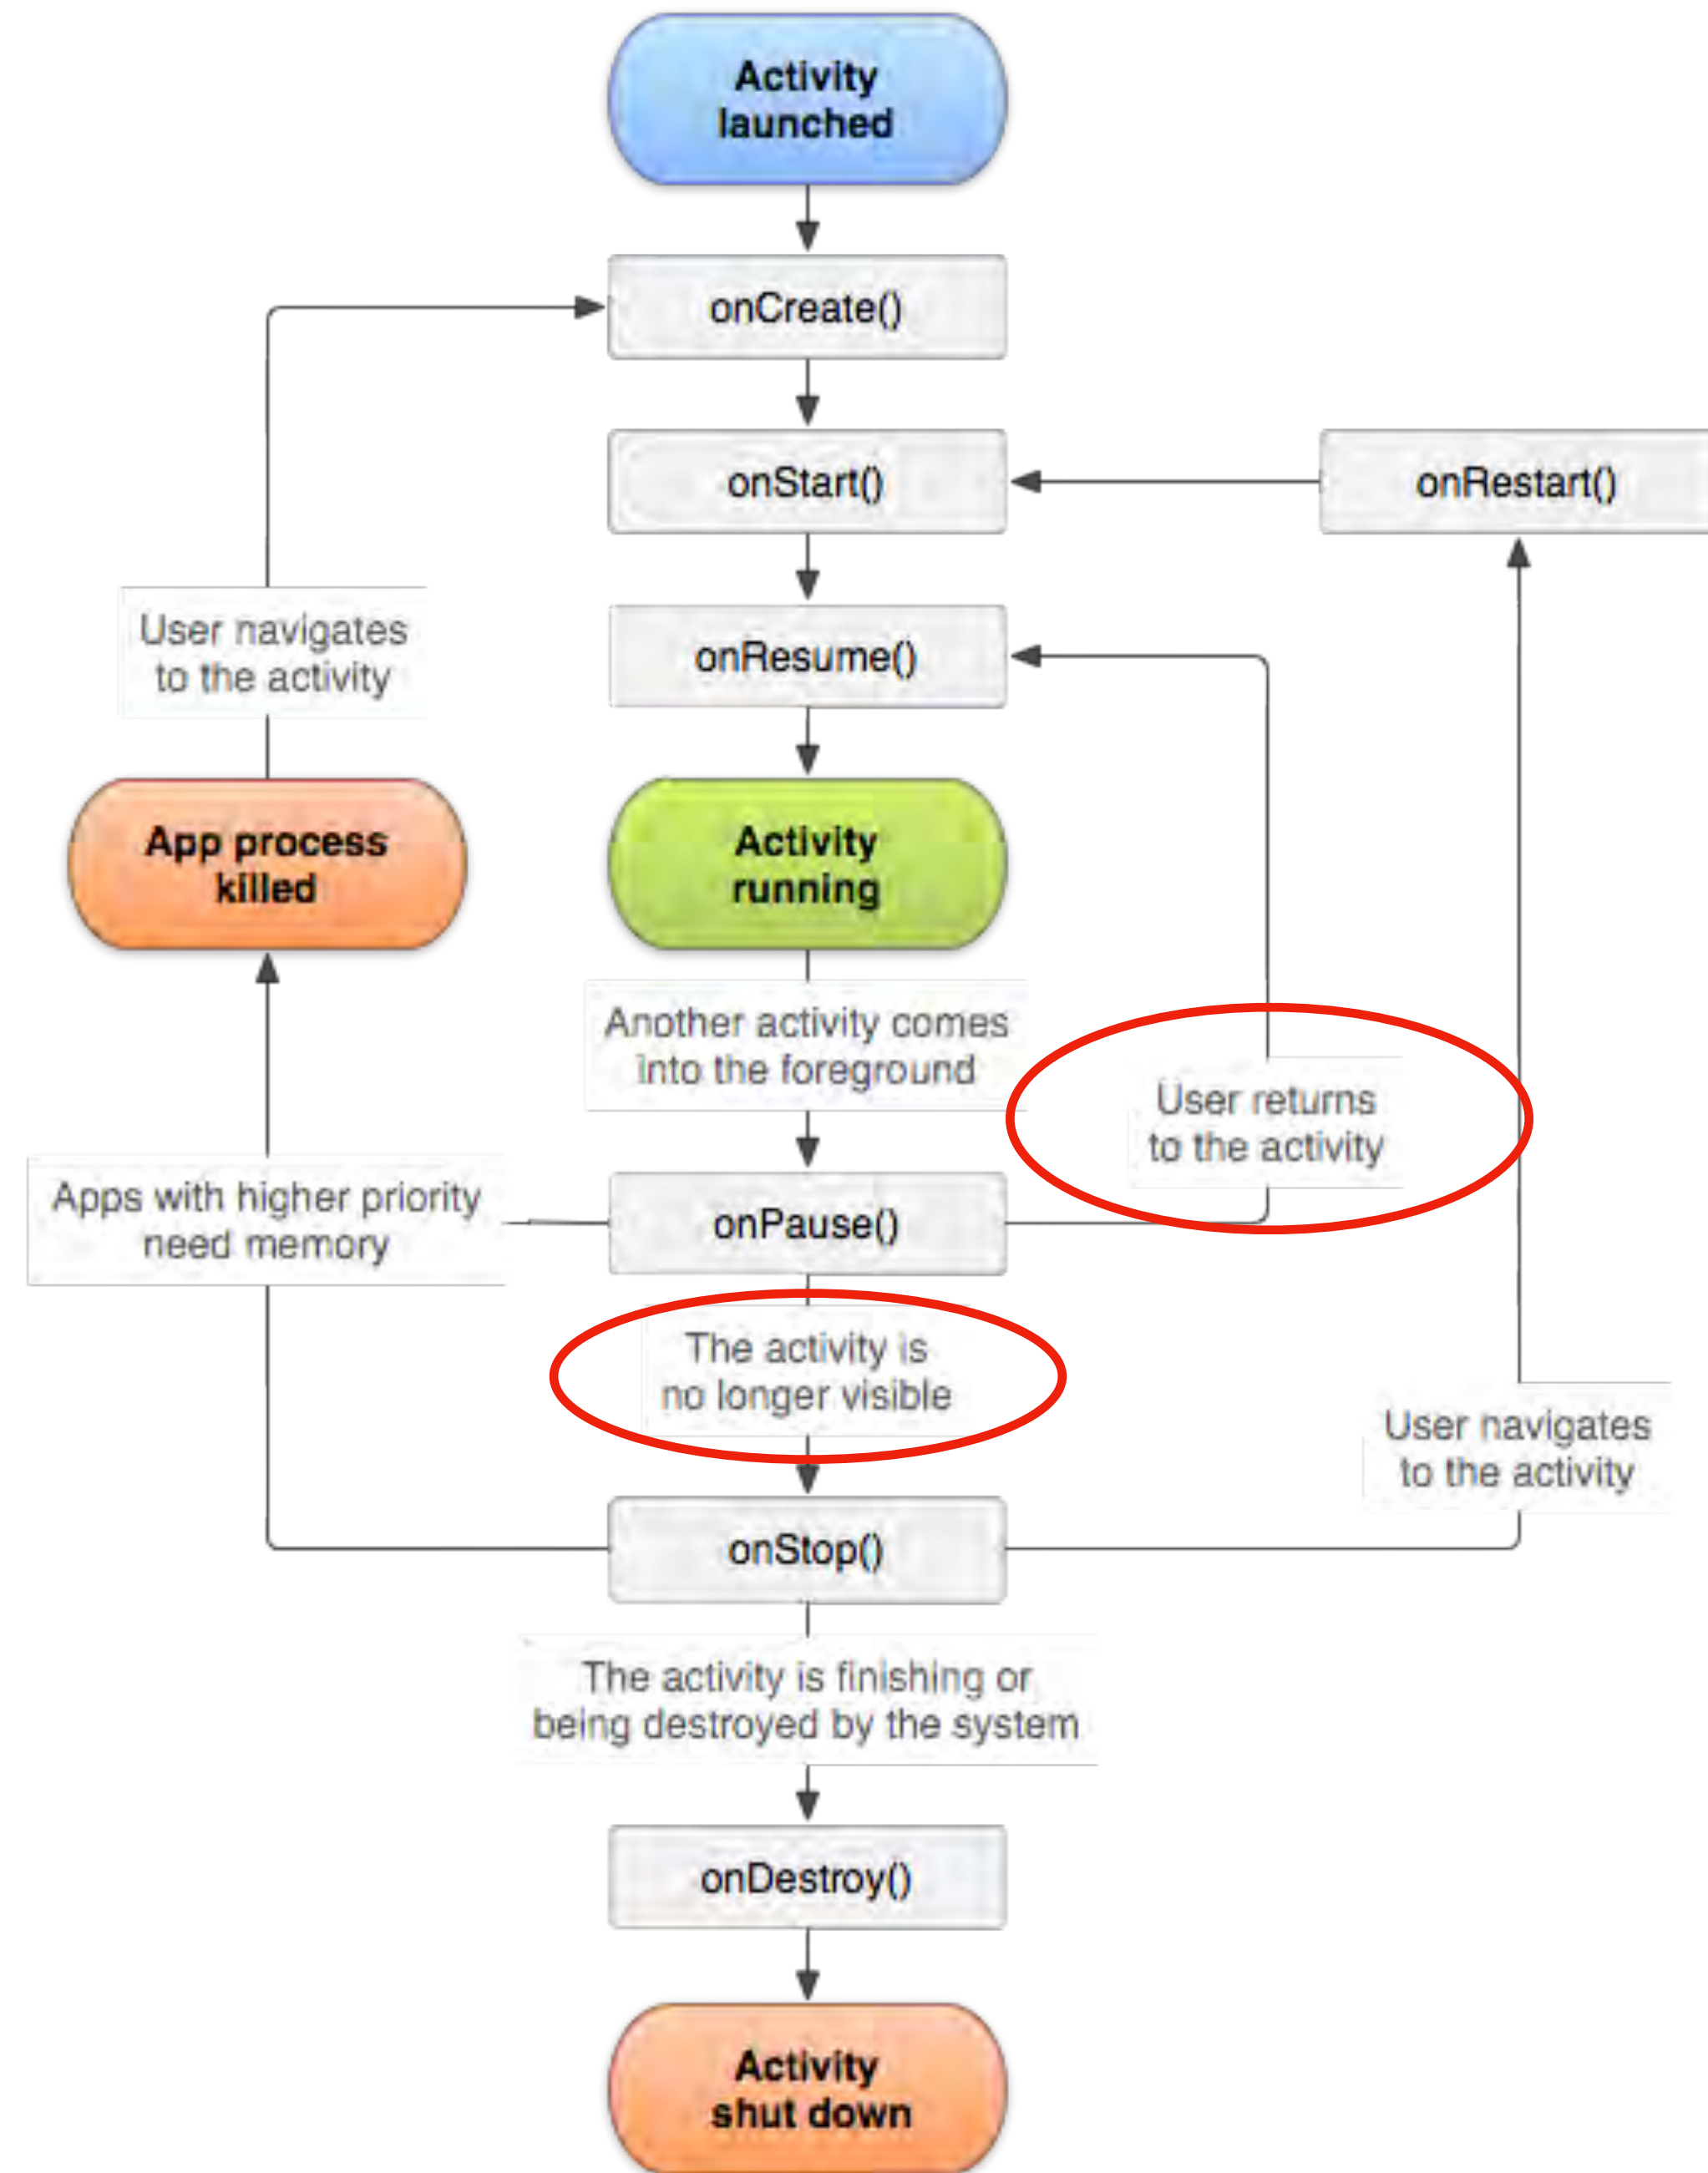 Activity
launched
onCreate()
onStart()
onRestart()
User navigates
to the activity
onResume()
App process
killed
Activity
running
Another activity comes
into the foreground
User returns
to the activity
Apps with higher priority
need memory
onPause()
The activity is
no longer visible
User navigates
to the activity
onStop()
The activity is finishing or
being destroyed by the system
onDestroy()
Activity
shut down